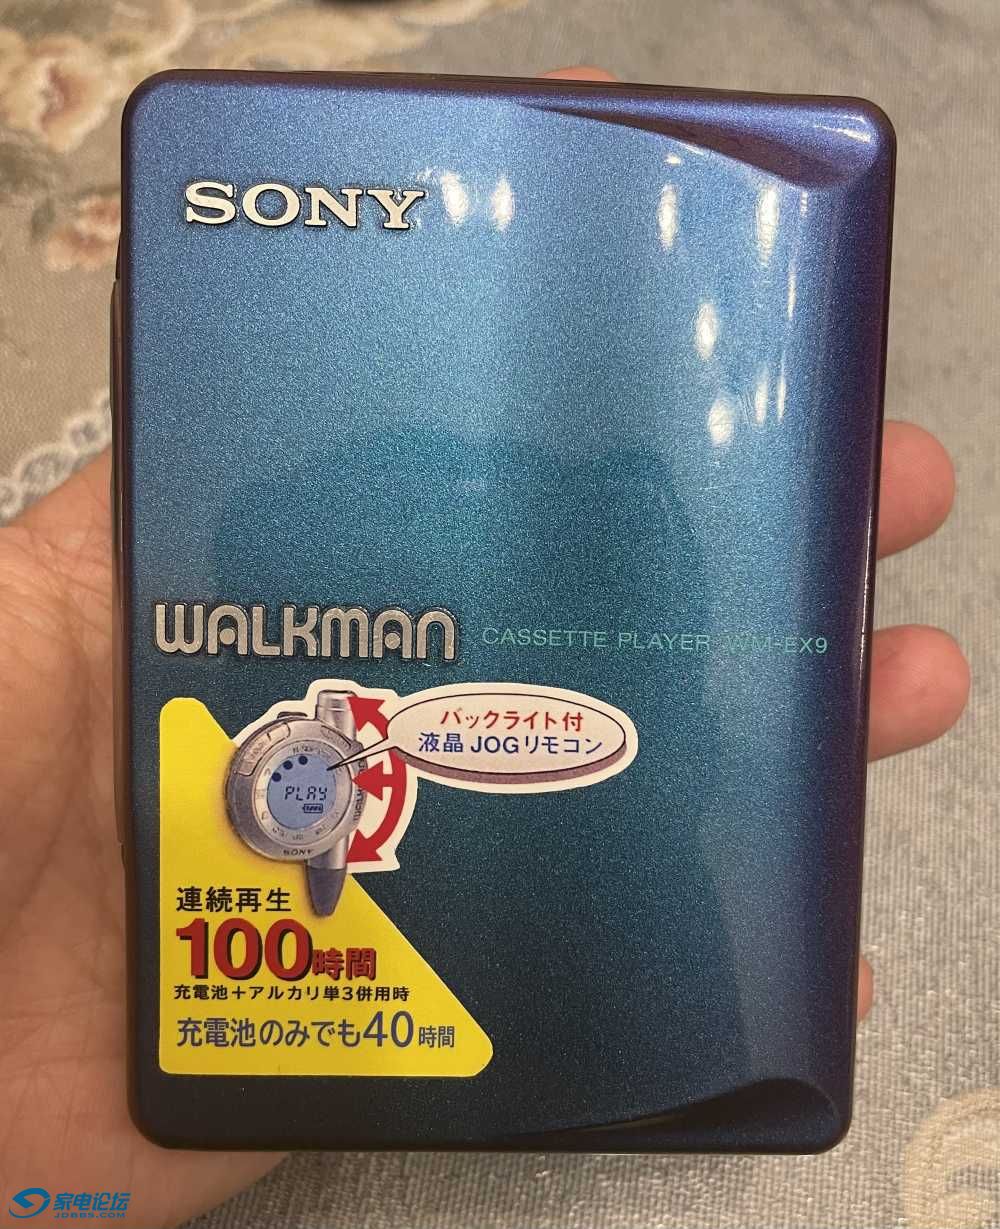 SONY
WALKMAN CASSETTE PLAYER WM-EX9
バックライト付
液晶JOGリモコン
PLAY
SONY
連続再生
100時間
充電池+アルカリ単3併用時
充電池のみでも40時間
家电论坛
JDBBS.COM